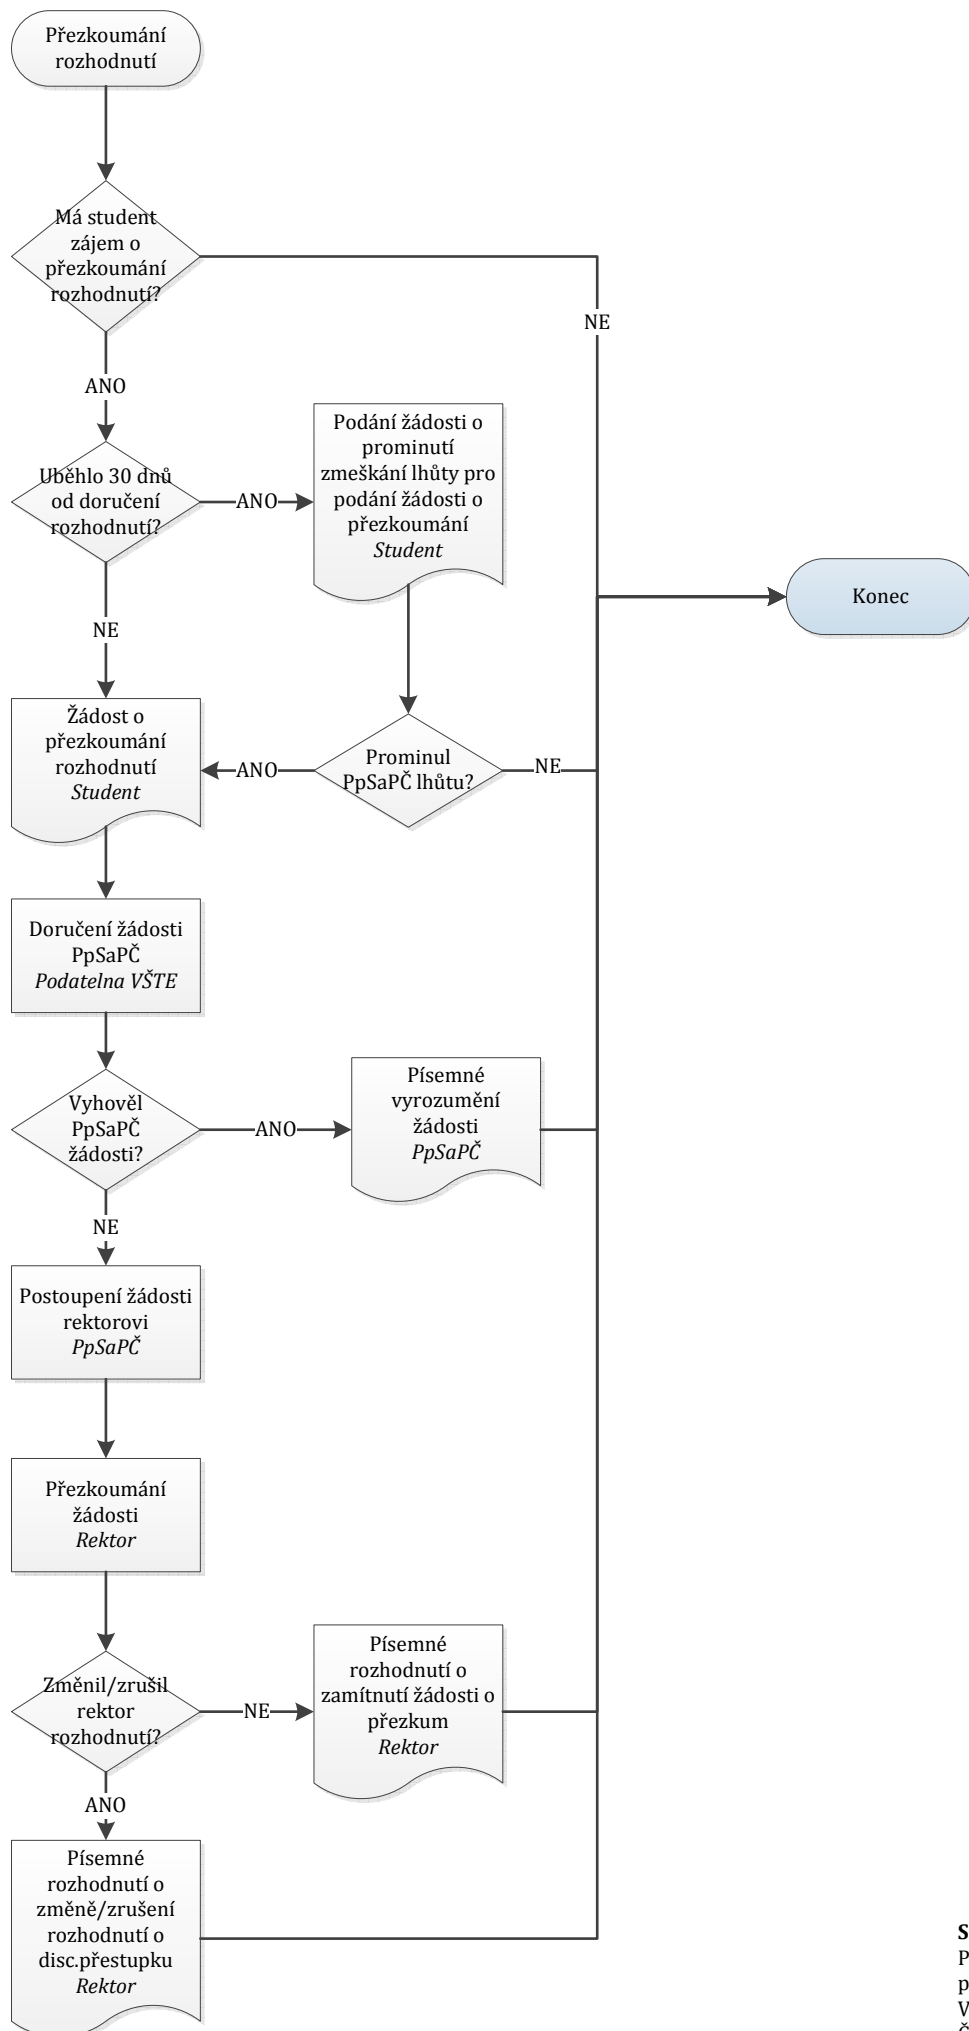 Přezkoumání
rozhodnutí
Má student
zájem o
přezkoumání
rozhodnutí?
NE
ANO
Uběhlo 30 dnů
od doručení
rozhodnutí?
ANO
Podání žádosti o
prominutí
zmeškání lhůty pro
podání žádosti o
přezkoumání
Student
Konec
NE
Žádost o
přezkoumání
rozhodnutí
Student
ANO
Prominul
PpSaPČ lhůtu?
NE
Doručení žádosti
PpSaPČ
Podatelna VŠTE
Vyhověl
PpSaPČ
žádosti?
ANO
Písemné
vyrozumění
žádosti
PpSaPČ
NE
Postoupení žádosti
rektorovi
PpSaPČ
Přezkoumání
žádosti
Rektor
Změnil/zrušil
rektor
rozhodnutí?
NE
Písemné
rozhodnutí o
zamítnutí žádosti o
přezkum
Rektor
ANO
Písemné
rozhodnutí o
změně/zrušení
rozhodnutí o
disc.přestupku
Rektor
S
P
p
V